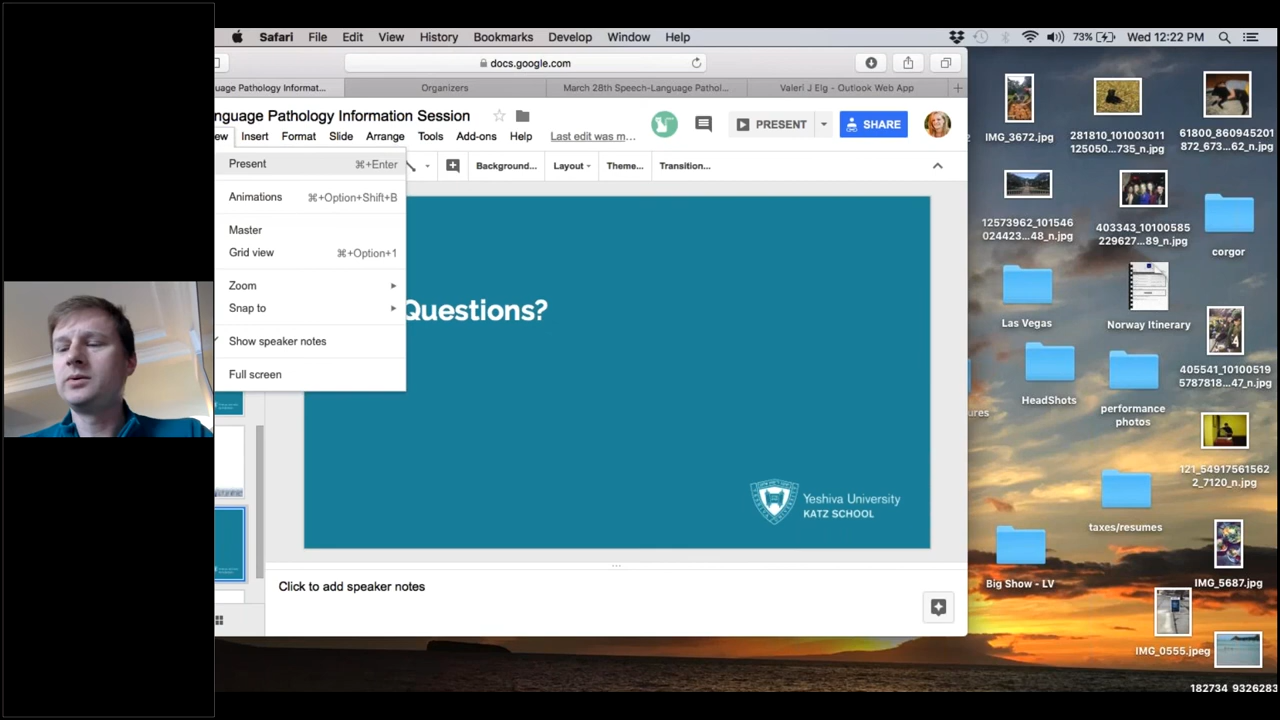 Safari File Edit View History Bookmarks Develop Window Help 73% Wed 12:22 PM
docs.google.com
guage Pathology Informat... Organizers March 28th Speech-Language Pathol... Valeri J Elg - Outlook Web App +
nguage Pathology Information Session
PRESENT SHARE
ew Insert Format Slide Arrange Tools Add-ons Help Last edit was m...
Background... Layout Theme... Transition...
Present ⌘+Enter
Animations ⌘+Option+Shift+B
Master
Grid view ⌘+Option+1
Zoom
Snap to
Show speaker notes
Full screen
Questions?
Yeshiva University
KATZ SCHOOL
Click to add speaker notes
IMG_3672.jpg
281810_101003011
125050_..._735_n.jpg
61800_860945201
872_673...62_n.jpg
12573962_101546
024423...48_n.jpg
403343_10100585
229627...89_n.jpg
corgor
Las Vegas
Norway Itinerary
405541_10100519
5787818...47_n.jpg
ures
HeadShots
performance
photos
121_54917561562
2_7120_n.jpg
taxes/resumes
Big Show - LV
IMG_5687.jpg
IMG_0555.jpeg
182734_9326283